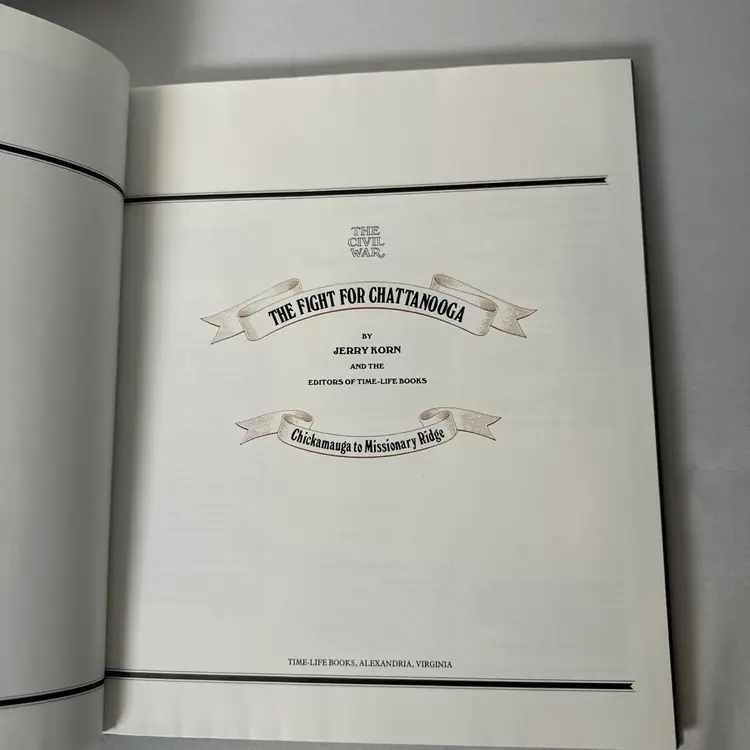 THE
CIVIL
WAR
THE FIGHT FOR CHATTANOOGA
BY
JERRY KORN
AND THE
EDITORS OF TIME-LIFE BOOKS
Chickamauga to Missionary Ridge
TIME-LIFE BOOKS, ALEXANDRIA, VIRGINIA